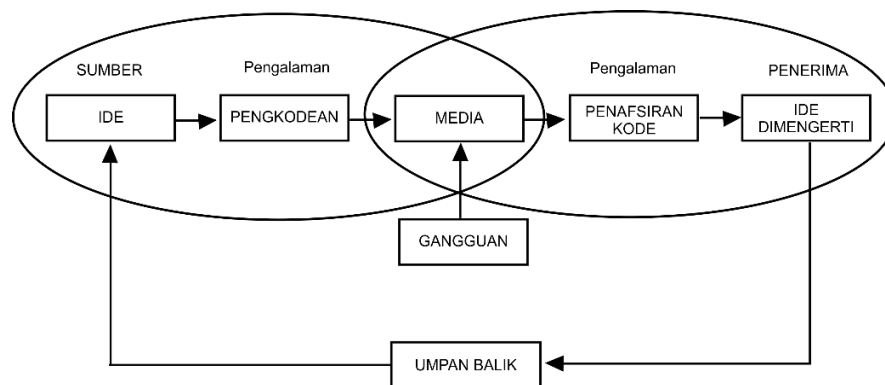 SUMBER
Pengalaman
Pengalaman
PENERIMA
IDE
PENGKODEAN
MEDIA
PENAFSIRAN
KODE
IDE
DIMENGERTI
GANGGUAN
UMPAN BALIK